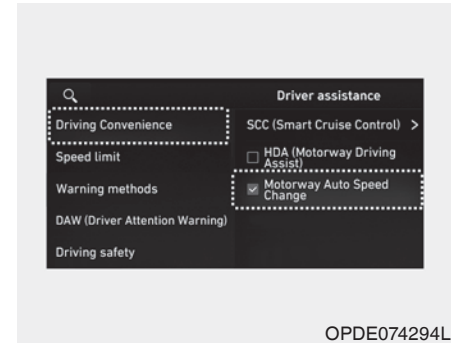 Driver assistance
Driving Convenience
Speed limit
Warning methods
DAW (Driver Attention Warning)
Driving safety
SCC (Smart Cruise Control) >
HDA (Motorway Driving
Assist)
Motorway Auto Speed
Change
OPDE074294L